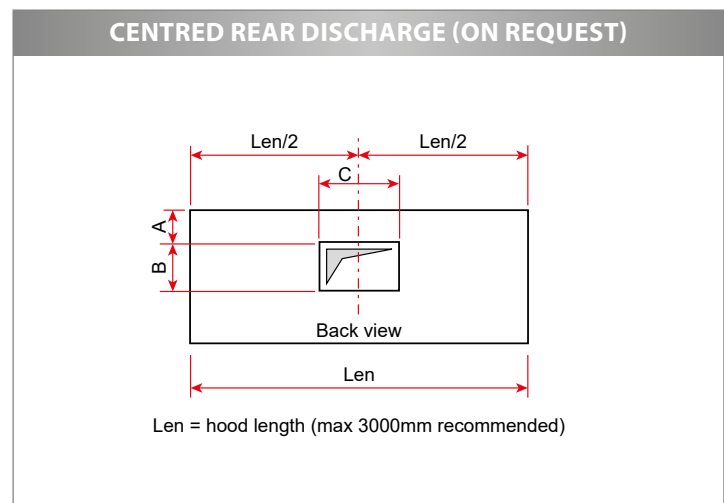 CENTRED REAR DISCHARGE (ON REQUEST)
Len/2 Len/2
C
A
B
Back view
Len
Len = hood length (max 3000mm recommended)